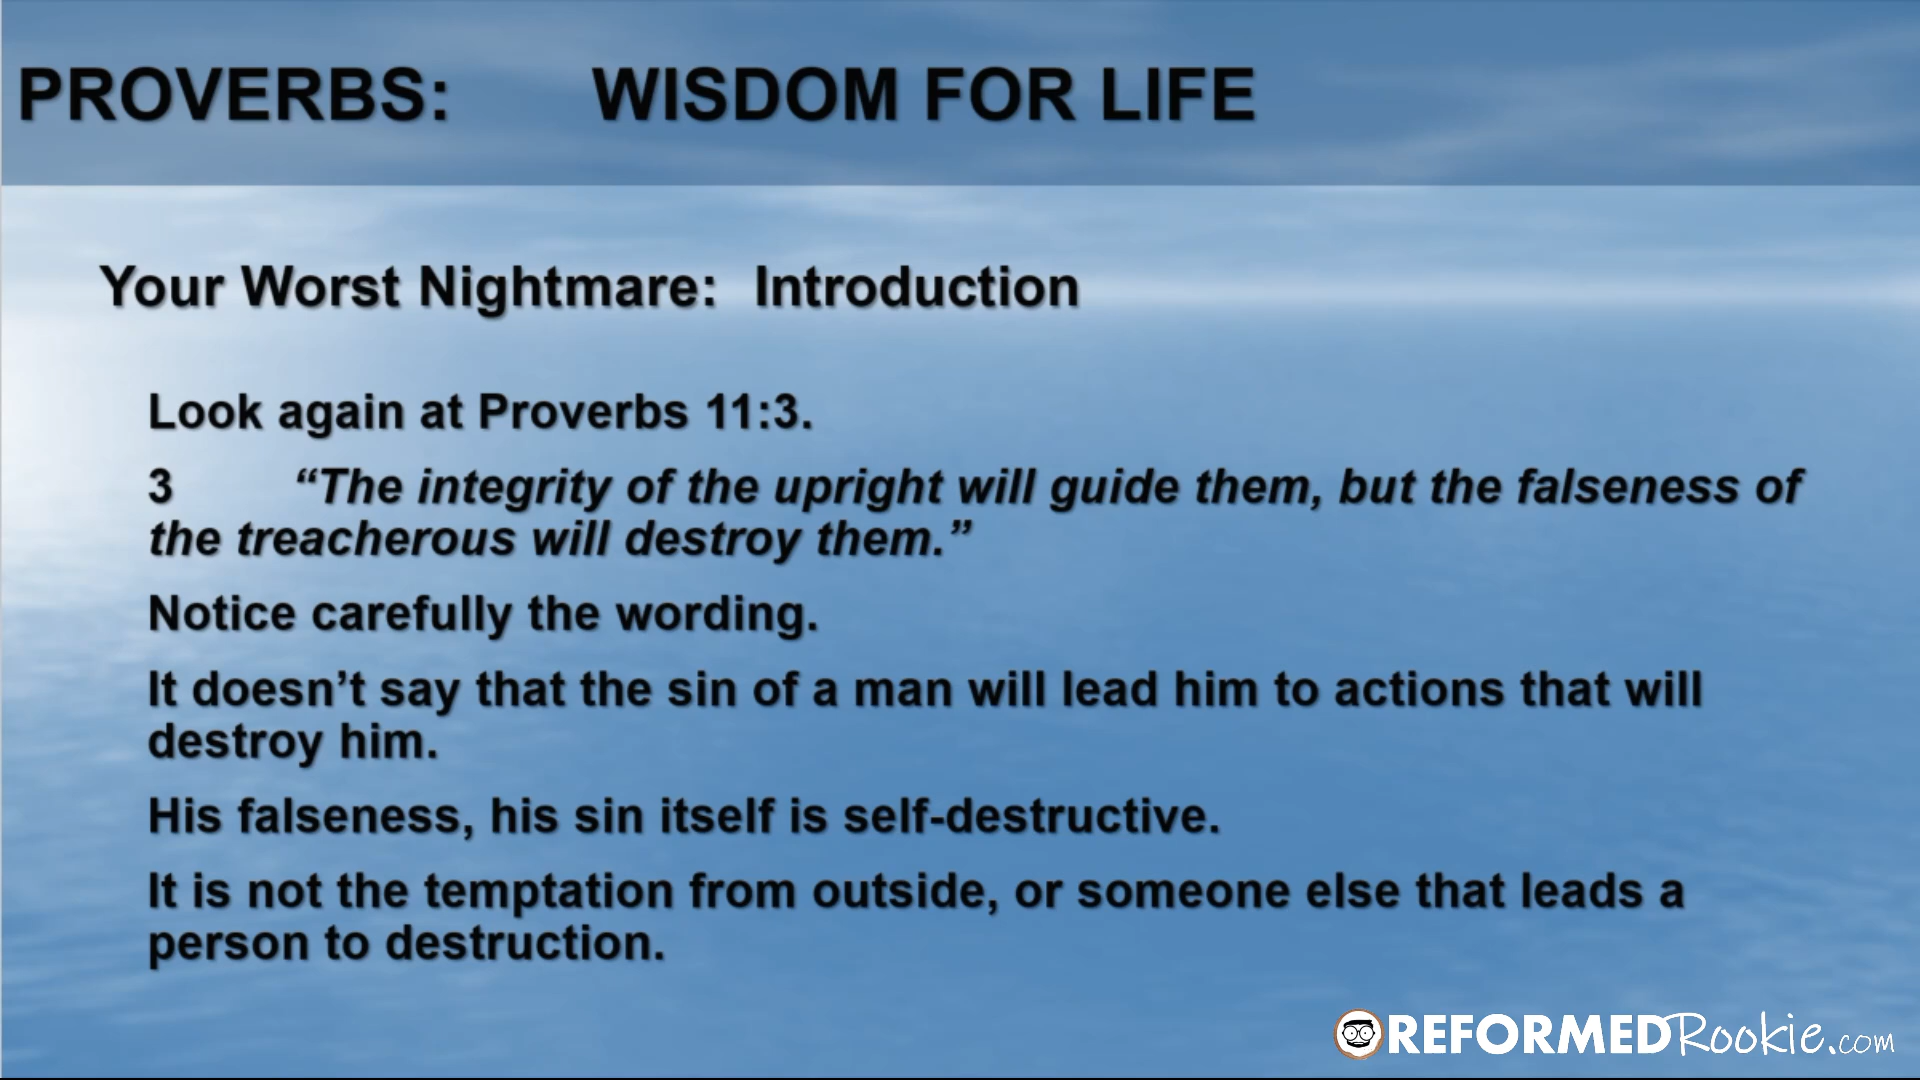 PROVERBS: WISDOM FOR LIFE
Your Worst Nightmare: Introduction
Look again at Proverbs 11:3.
3 “The integrity of the upright will guide them, but the falseness of
the treacherous will destroy them.”
Notice carefully the wording.
It doesn’t say that the sin of a man will lead him to actions that will
destroy him.
His falseness, his sin itself is self-destructive.
It is not the temptation from outside, or someone else that leads a
person to destruction.
REFORMEDRookie.com